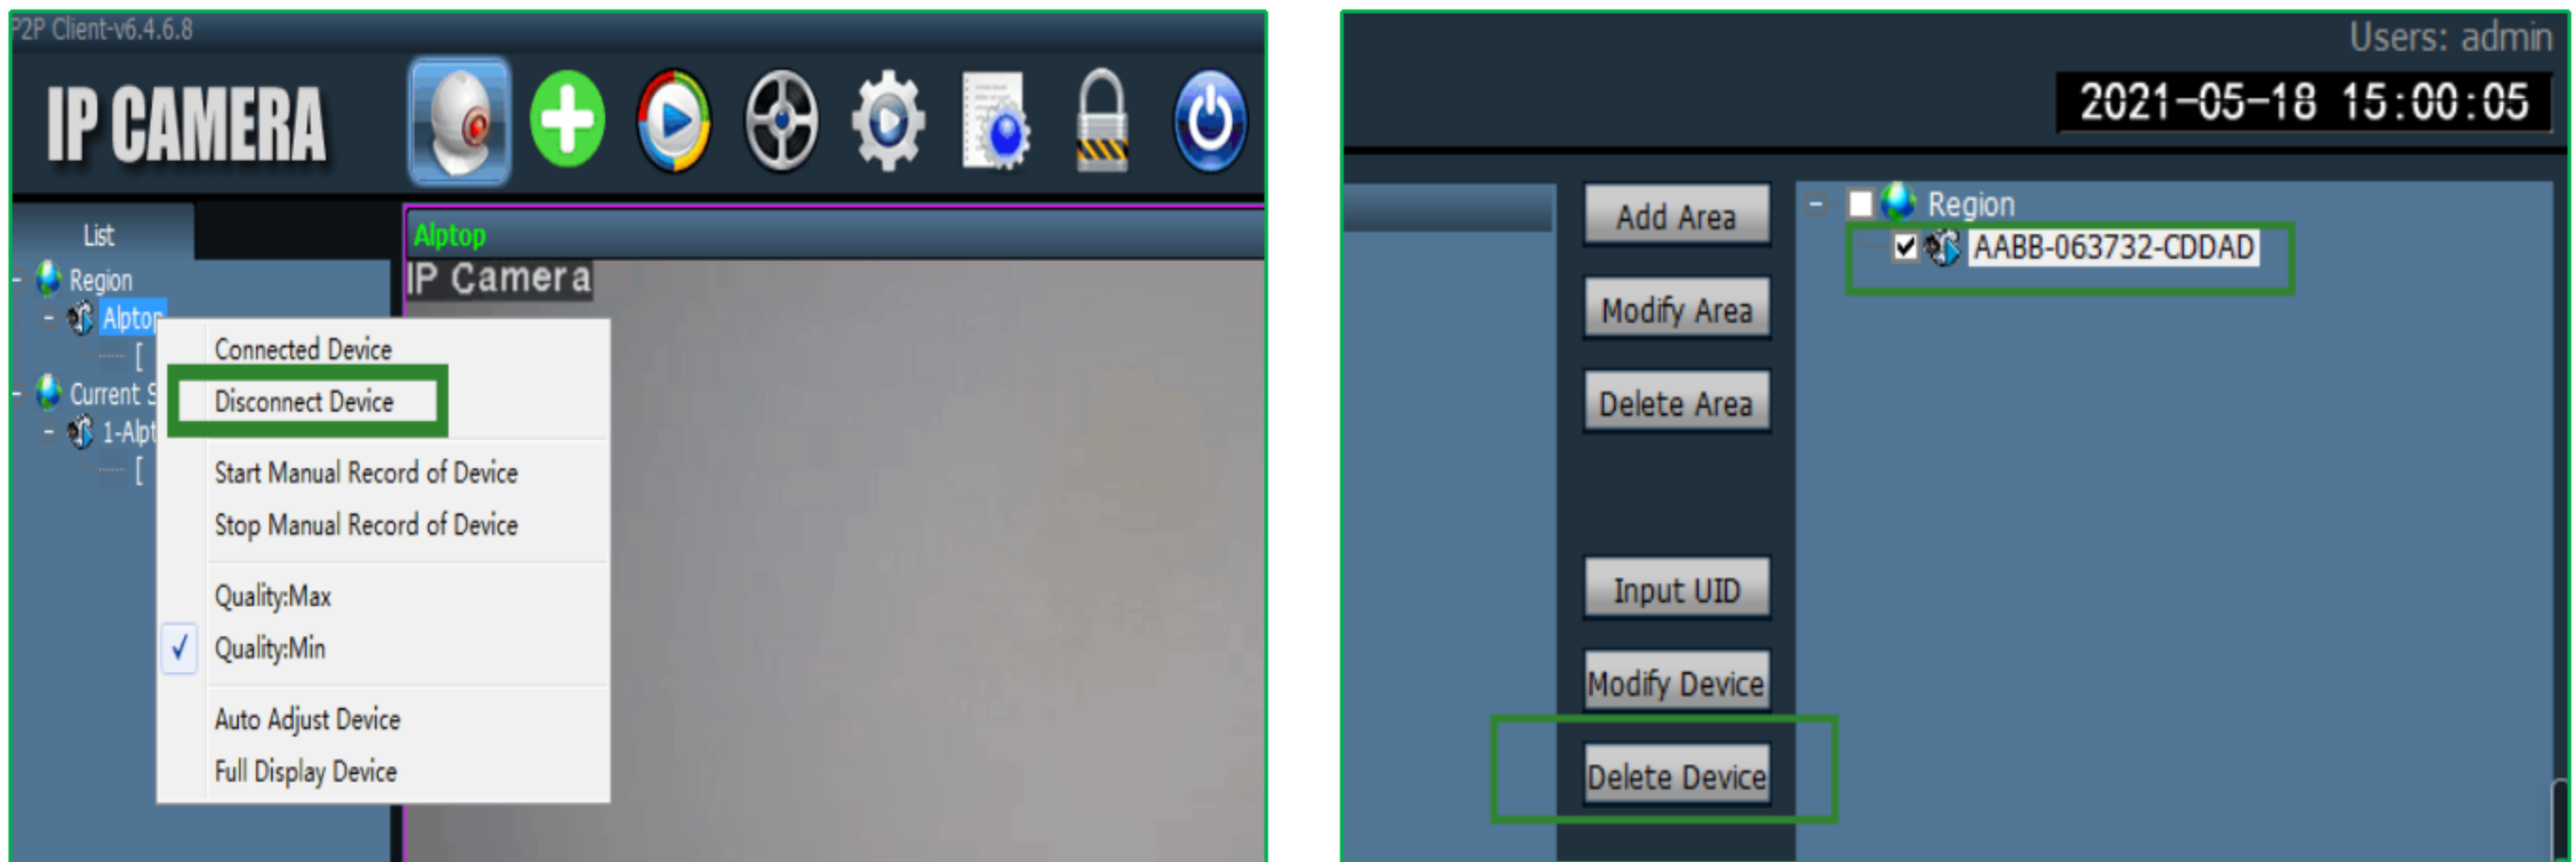 P2P Client-v6.4.6.8
IP CAMERA
List
Region
Alptop
[
Current S
1-Alpt
[
Connected Device
Disconnect Device
Start Manual Record of Device
Stop Manual Record of Device
Quality:Max
Quality:Min
Auto Adjust Device
Full Display Device
Alptop
IP Camera
Users: admin
2021-05-18 15:00:05
Add Area
Modify Area
Delete Area
Input UID
Modify Device
Delete Device
Region
AABB-063732-CDDAD